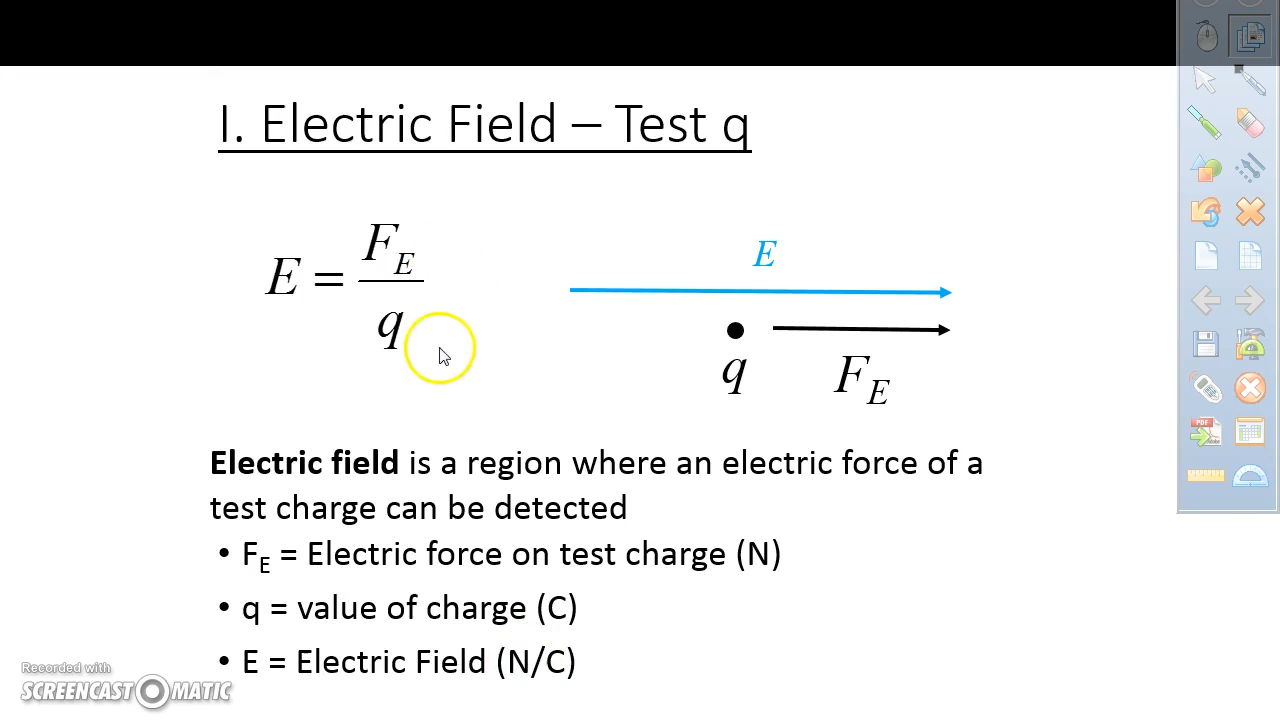 I. Electric Field – Test q
E = F_E / q
E
q
F_E
Electric field is a region where an electric force of a
test charge can be detected
• F_E = Electric force on test charge (N)
• q = value of charge (C)
• E = Electric Field (N/C)
Recorded with
SCREENCAST O MATIC
PDF